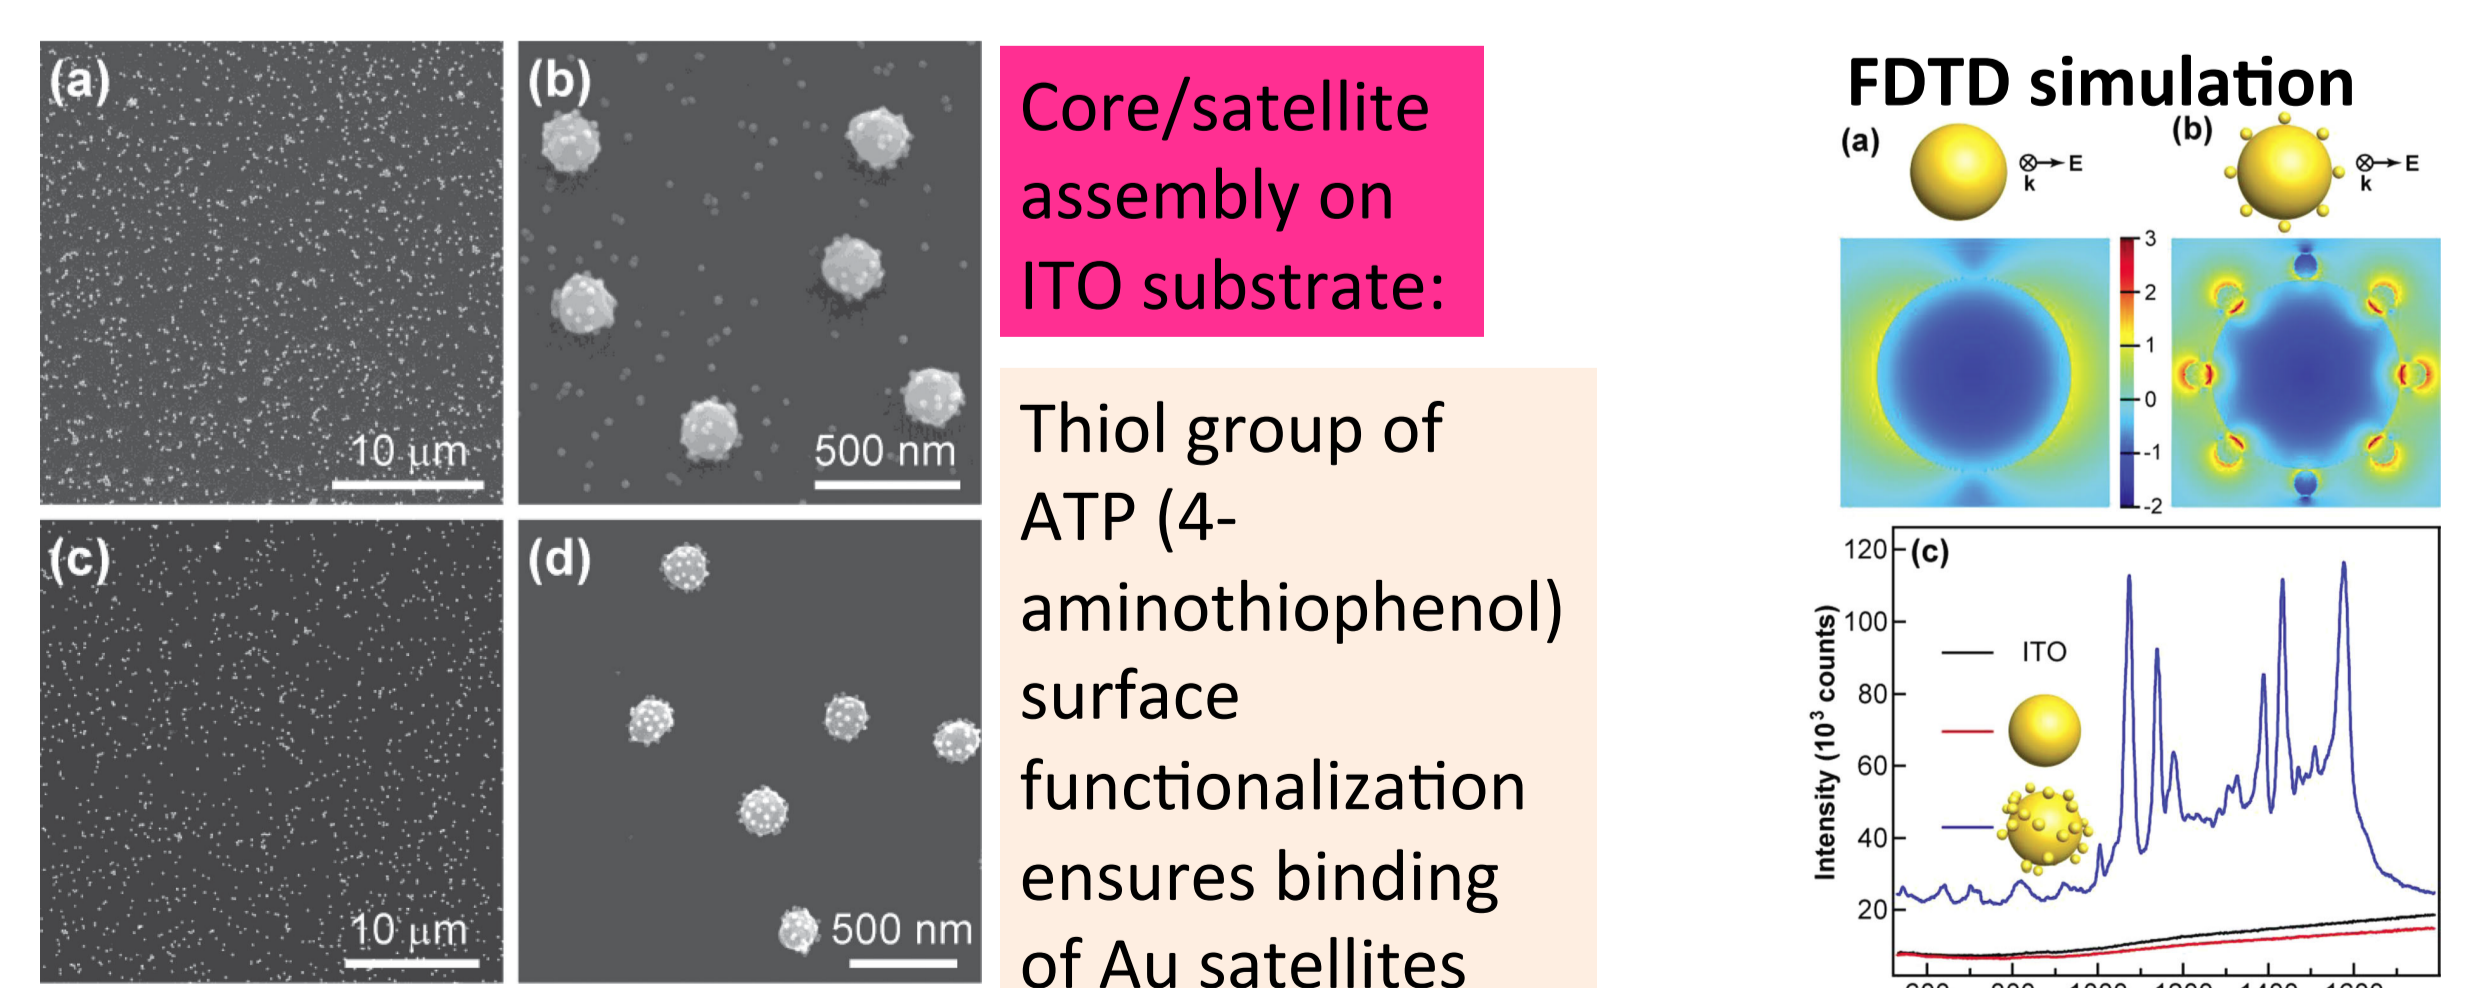 (a)
10 µm
(b)
500 nm
(c)
10 µm
(d)
500 nm
Core/satellite
assembly on
ITO substrate:
Thiol group of
ATP (4-
aminothiophenol)
surface
functionalization
ensures binding
of Au satellites
FDTD simulation
(a)
E
k
(b)
E
k
3
2
1
0
-1
-2
(c)
Intensity (10³ counts)
120
100
80
60
40
20
ITO